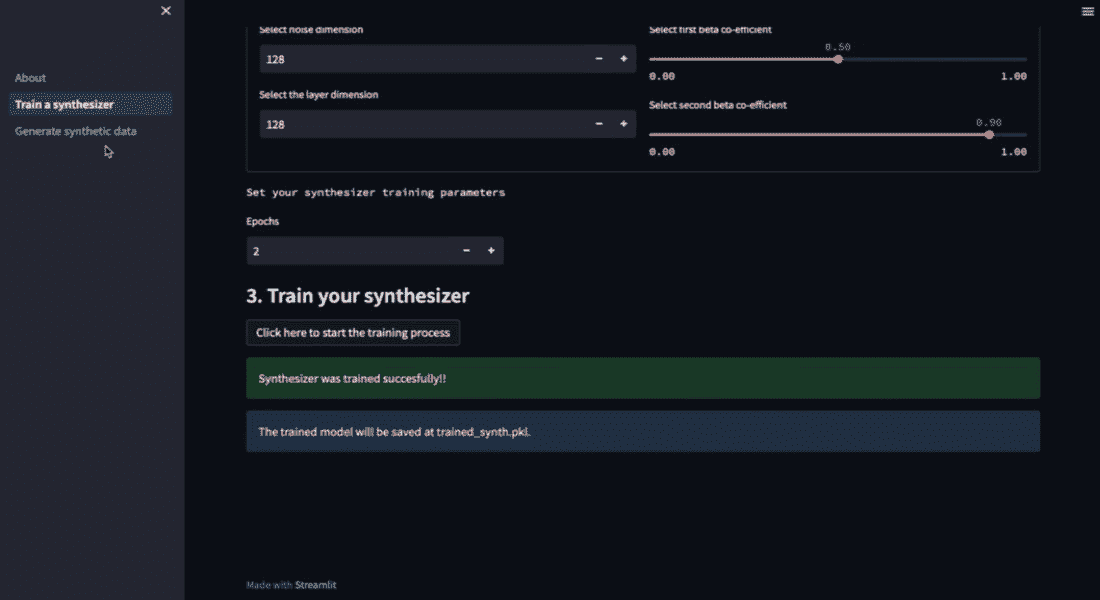 About
Train a synthesizer
Generate synthetic data
Select noise dimension
128
Select the layer dimension
128
Select first beta co-efficient
0.50
0.00 1.00
Select second beta co-efficient
0.90
0.00 1.00
Set your synthesizer training parameters
Epochs
2
3. Train your synthesizer
Click here to start the training process
Synthesizer was trained succesfully!!
The trained model will be saved at trained_synth.pkl.
Made with Streamlit